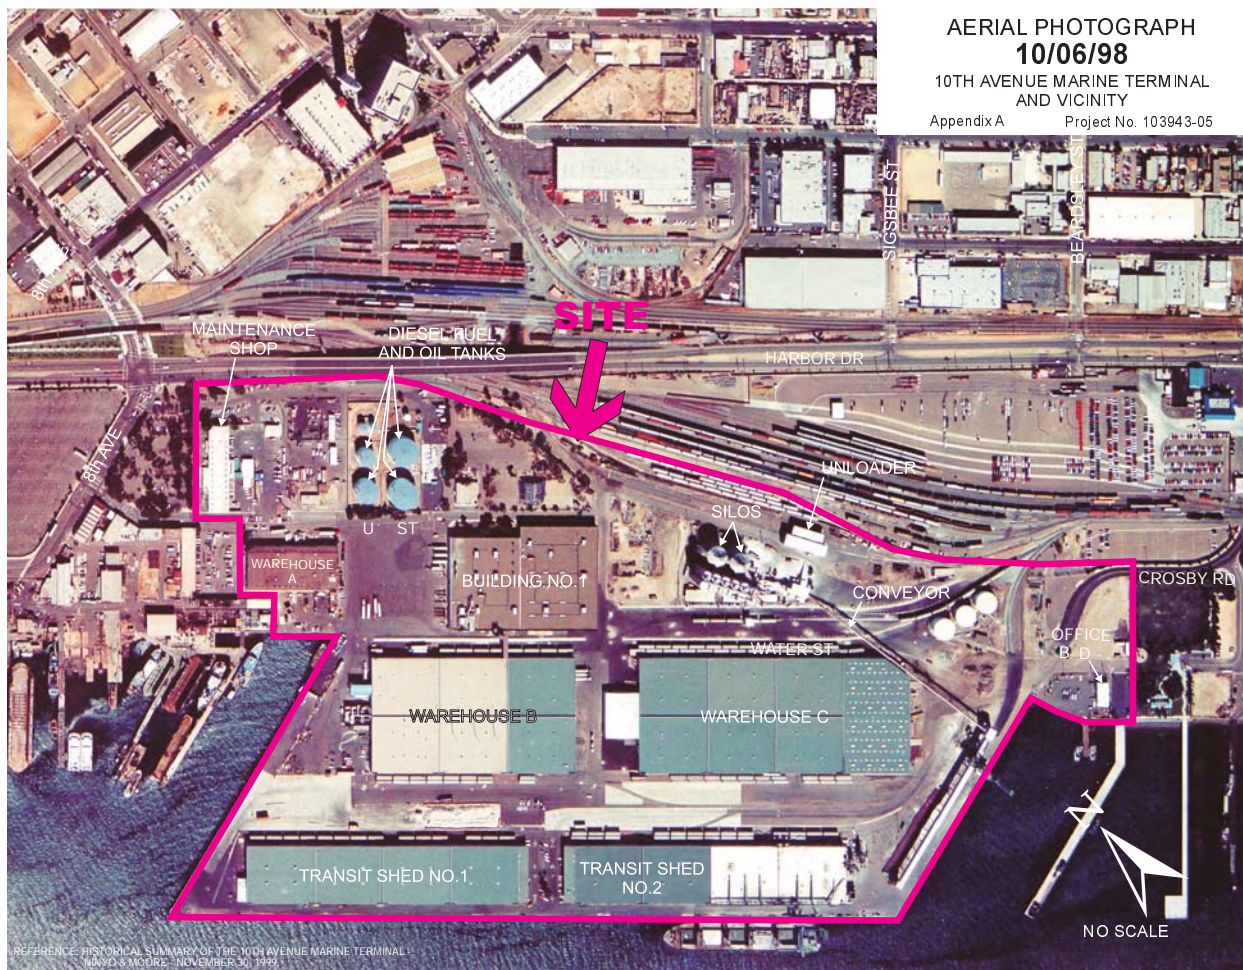 AERIAL PHOTOGRAPH
10/06/98
10TH AVENUE MARINE TERMINAL
AND VICINITY
Appendix A Project No. 103943-05
SIGSBEE ST
BEARDSLEE ST
8th
SITE
MAINTENANCE
SHOP
DIESEL FUEL
AND OIL TANKS
HARBOR DR
8th AVE
UNLOADER
SILOS
U ST
WAREHOUSE
A
BUILDING NO.1
CONVEYOR
CROSBY RD
OFFICE
B D
WATER ST
WAREHOUSE B
WAREHOUSE C
N
TRANSIT SHED NO.1
TRANSIT SHED
NO.2
NO SCALE
REFERENCE: HISTORICAL SUMMARY OF THE 10TH AVENUE MARINE TERMINAL -
NINYO & MOORE - NOVEMBER 30, 1999